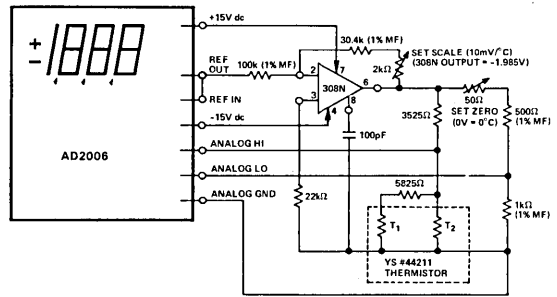 +15V dc
+
-
1888
REF
OUT
REF IN
-15V dc
ANALOG HI
AD2006
ANALOG LO
ANALOG GND
100k (1% MF)
30.4k (1% MF)
2kΩ
SET SCALE (10mV/°C)
(308N OUTPUT = -1.985V)
2
7
308N
6
3
4
8
100pF
22kΩ
50Ω
SET ZERO
(0V = 0°C)
500Ω
(1% MF)
3525Ω
5825Ω
1kΩ
(1% MF)
T1
T2
YS #44211
THERMISTOR